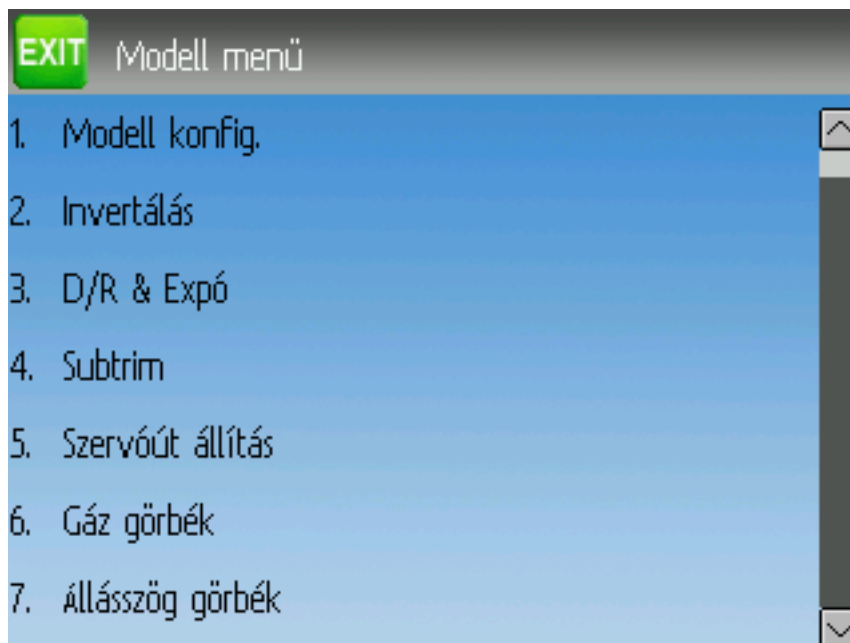 EXIT Modell menü
1. Modell konfig.
2. Invertálás
3. D/R & Expó
4. Subtrim
5. Szervóút állítás
6. Gáz görbék
7. Állásszög görbék